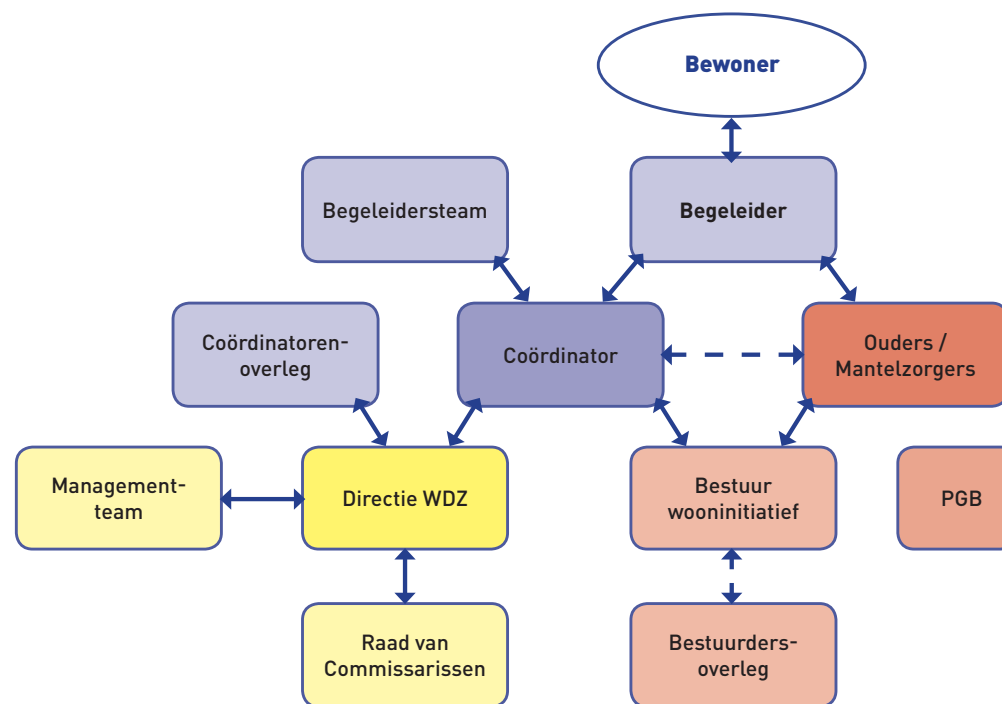 Bewoner
Begeleidersteam
Begeleider
Coördinatoren-
overleg
Coördinator
Ouders /
Mantelzorgers
Management-
team
Directie WDZ
Bestuur
wooninitiatief
PGB
Raad van
Commissarissen
Bestuurders-
overleg